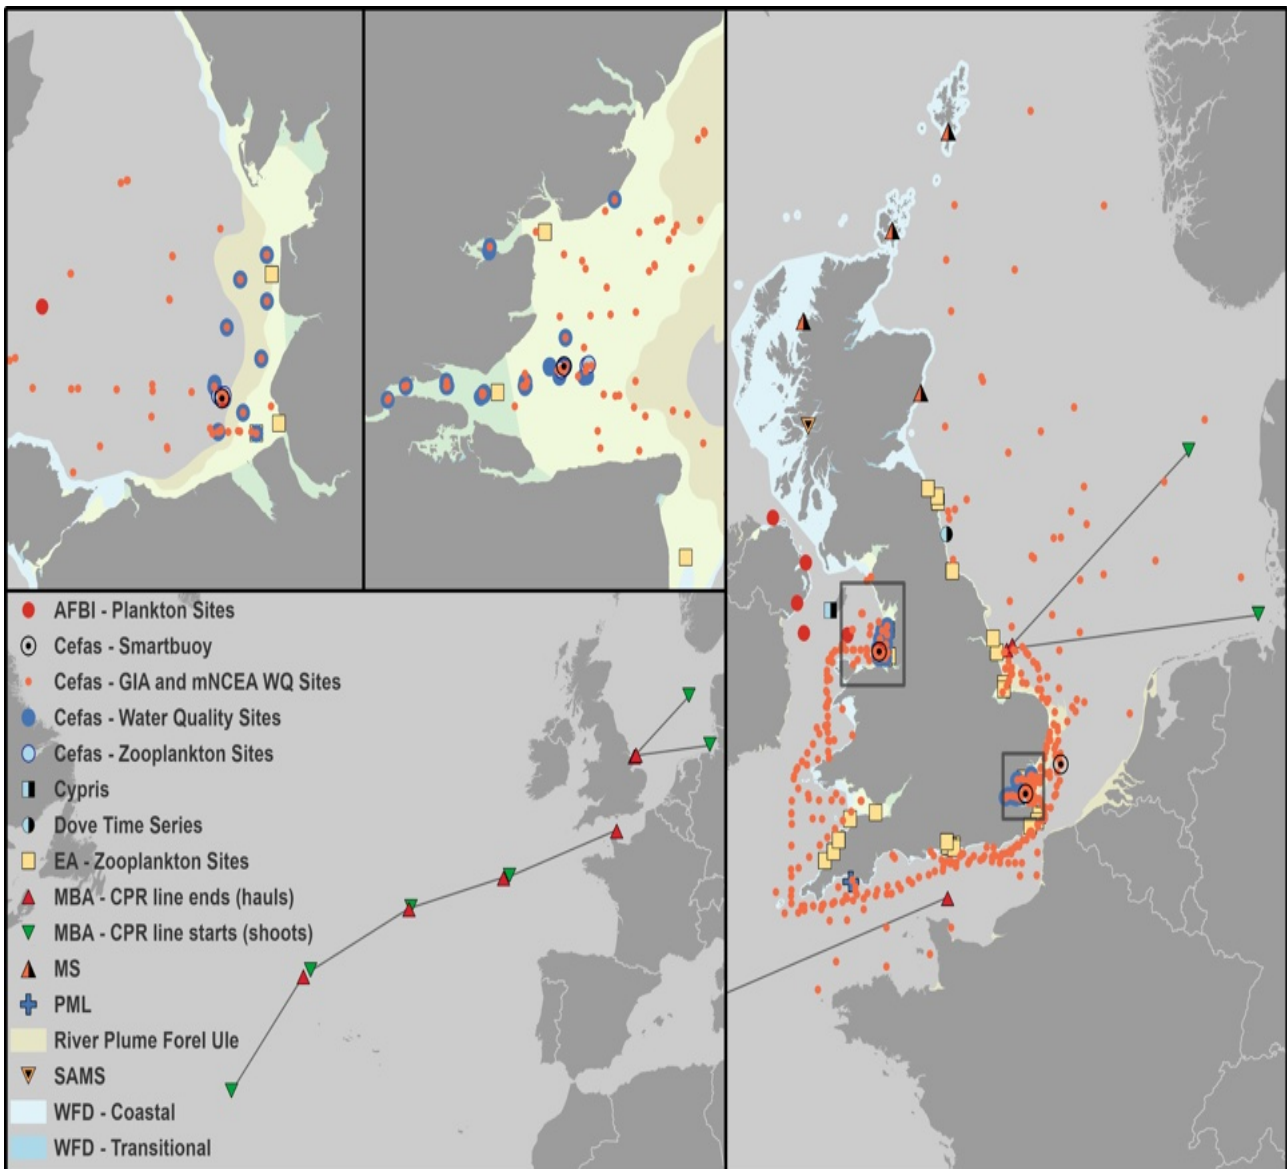 AFBI - Plankton Sites
Cefas - Smartbuoy
Cefas - GIA and mNCEA WQ Sites
Cefas - Water Quality Sites
Cefas - Zooplankton Sites
Cypris
Dove Time Series
EA - Zooplankton Sites
MBA - CPR line ends (hauls)
MBA - CPR line starts (shoots)
MS
PML
River Plume Forel Ule
SAMS
WFD - Coastal
WFD - Transitional